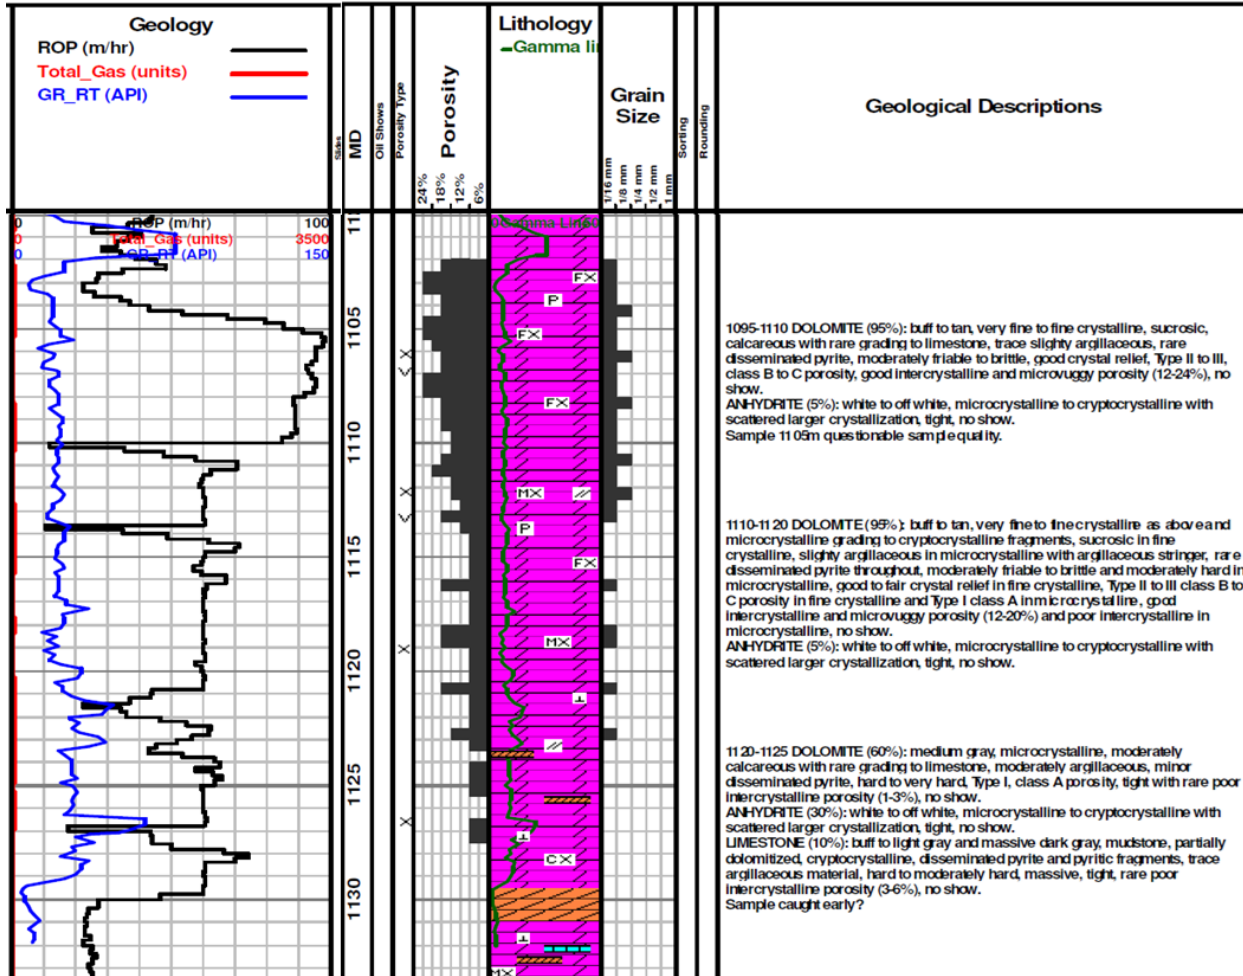 Geology
ROP (m/hr)
Total_Gas (units)
GR_RT (API)
Slides
MD
Oil Shows
Porosity Type
Porosity
24%
18%
12%
6%
Lithology
Gamma li
Grain
Size
1/16 mm
1/8 mm
1/4 mm
1/2 mm
1 mm
Sorting
Rounding
Geological Descriptions
0 ROP (m/hr) 100
0 Total_Gas (units) 3500
0 GR_RT (API) 150
111
0Gamma Line
FX
P
1105
FX
FX
1110
MX
P
1115
FX
MX
1120
1125
CX
1130
MX
1095-1110 DOLOMITE (95%): buff to tan, very fine to fine crystalline, sucrosic,
calcareous with rare grading to limestone, trace slighty argillaceous, rare
disseminated pyrite, moderately friable to brittle, good crystal relief, Type II to III,
class B to C porosity, good intercrystalline and microvuggy porosity (12-24%), no
show.
ANHYDRITE (5%): white to off white, microcrystalline to cryptocrystalline with
scattered larger crystallization, tight, no show.
Sample 1105m questionable sample quality.
1110-1120 DOLOMITE (95%): buff to tan, very fine to fine crystalline as above and
microcrystalline grading to cryptocrystalline fragments, sucrosic in fine
crystalline, slighty argillaceous in microcrystalline with argillaceous stringer, rare
disseminated pyrite throughout, moderately friable to brittle and moderately hard in
microcrystalline, good to fair crystal relief in fine crystalline, Type II to III class B to
C porosity in fine crystalline and Type I class A in microcrystalline, good
intercrystalline and microvuggy porosity (12-20%) and poor intercrystalline in
microcrystalline, no show.
ANHYDRITE (5%): white to off white, microcrystalline to cryptocrystalline with
scattered larger crystallization, tight, no show.
1120-1125 DOLOMITE (60%): medium gray, microcrystalline, moderately
calcareous with rare grading to limestone, moderately argillaceous, minor
disseminated pyrite, hard to very hard, Type I, class A porosity, tight with rare poor
intercrystalline porosity (1-3%), no show.
ANHYDRITE (30%): white to off white, microcrystalline to cryptocrystalline with
scattered larger crystallization, tight, no show.
LIMESTONE (10%): buff to light gray and massive dark gray, mudstone, partially
dolomitized, cryptocrystalline, disseminated pyrite and pyritic fragments, trace
argillaceous material, hard to moderately hard, massive, tight, rare poor
intercrystalline porosity (3-6%), no show.
Sample caught early?